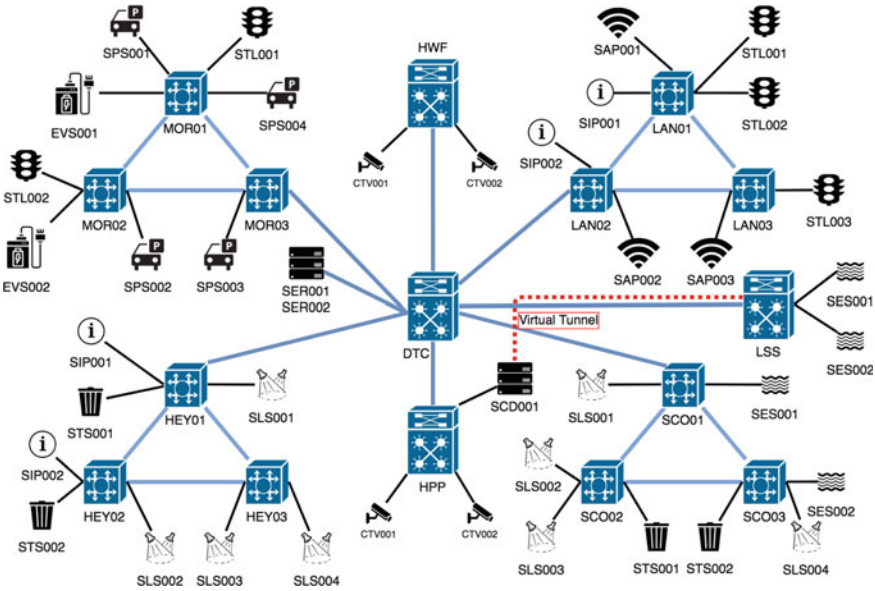 SPS001
STL001
EVS001
MOR01
SPS004
STL002
MOR02
MOR03
EVS002
SPS002
SPS003
HWF
CTV001
CTV002
SAP001
STL001
SIP001
LAN01
STL002
SIP002
LAN02
LAN03
STL003
SAP002
SAP003
SER001
SER002
DTC
Virtual Tunnel
LSS
SES001
SES002
SCD001
HPP
CTV001
CTV002
SIP001
STS001
HEY01
SLS001
SIP002
HEY02
HEY03
STS002
SLS002
SLS003
SLS004
SLS001
SCO01
SES001
SLS002
SCO02
SCO03
SES002
SLS003
STS001
STS002
SLS004
P
P
P
P
i
i
i
i